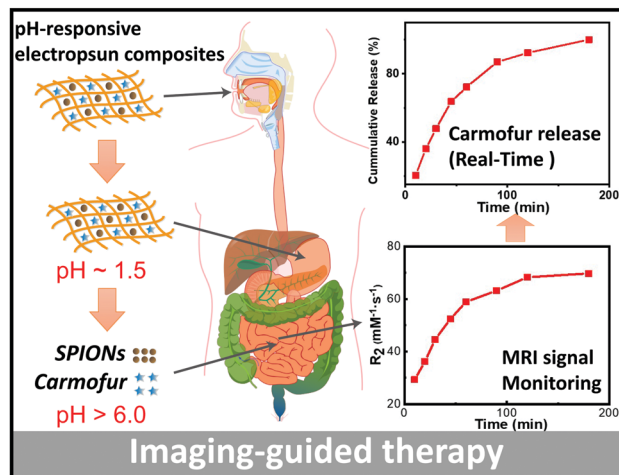 pH-responsive
electropsun composites
pH ~ 1.5
SPIONs
Carmofur
pH > 6.0
Cummulative Release (%)
80
40
Carmofur release
(Real-Time )
0
100
200
Time (min)
R₂ (mM⁻¹·s⁻¹)
80
60
40
20
MRI signal
Monitoring
0
100
200
Time (min)
Imaging-guided therapy